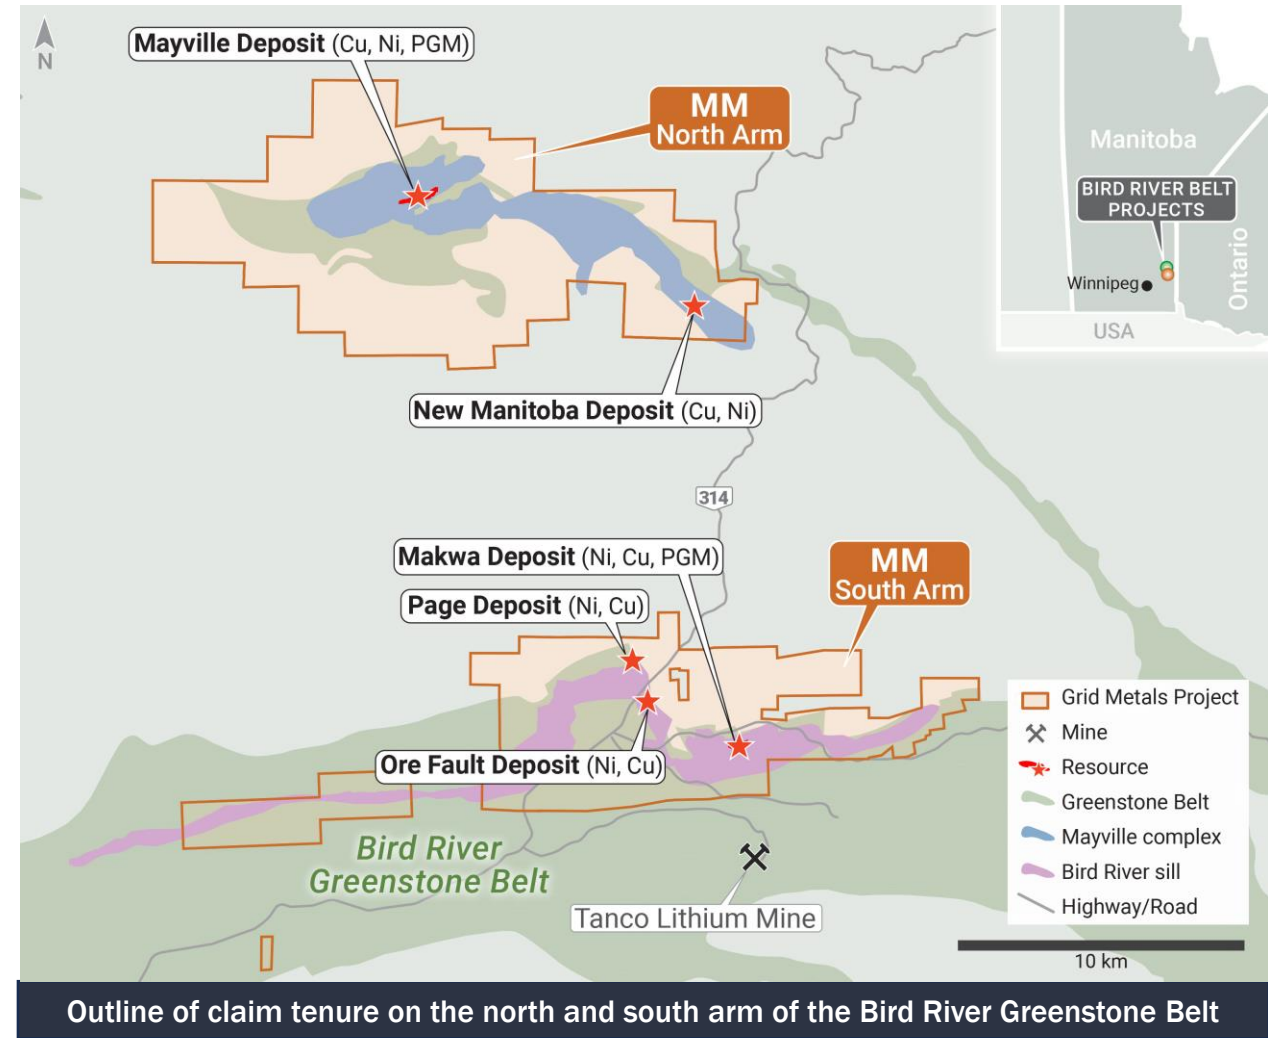 N
Mayville Deposit (Cu, Ni, PGM)
MM
North Arm
Manitoba
BIRD RIVER BELT
PROJECTS
Ontario
Winnipeg
USA
New Manitoba Deposit (Cu, Ni)
314
Makwa Deposit (Ni, Cu, PGM)
Page Deposit (Ni, Cu)
MM
South Arm
Ore Fault Deposit (Ni, Cu)
Bird River
Greenstone Belt
Tanco Lithium Mine
Grid Metals Project
Mine
Resource
Greenstone Belt
Mayville complex
Bird River sill
Highway/Road
10 km
Outline of claim tenure on the north and south arm of the Bird River Greenstone Belt